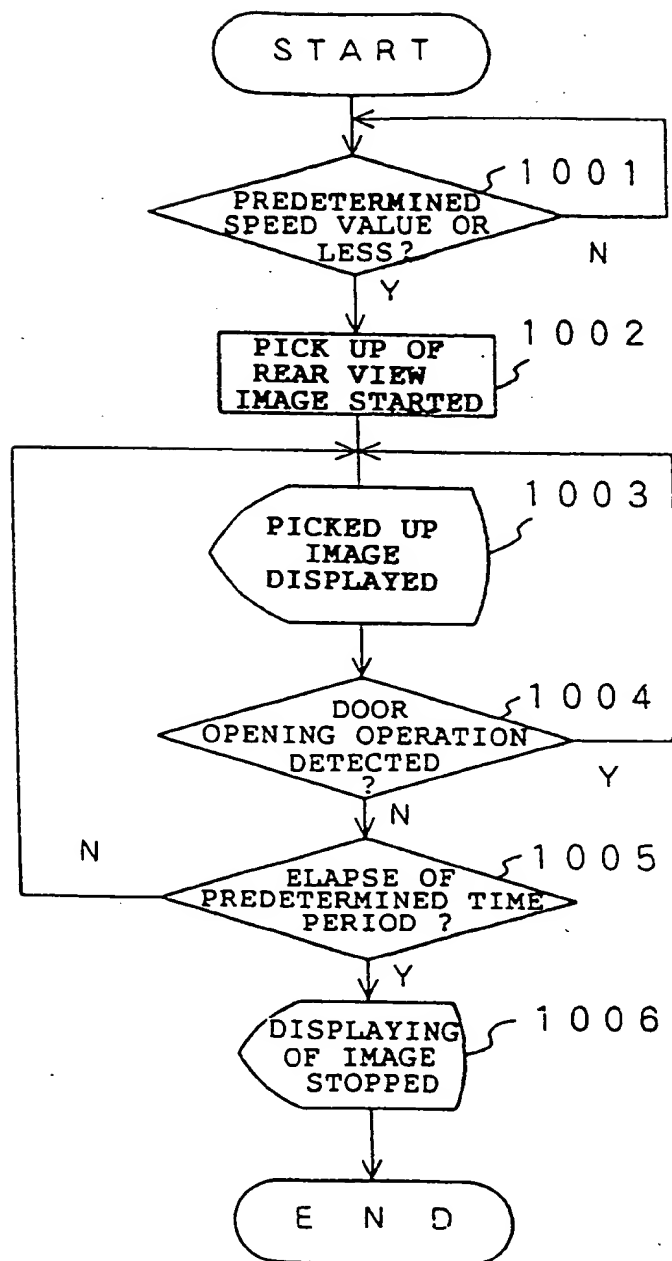 START
1001
PREDETERMINED
SPEED VALUE OR
LESS?
N
Y
1002
PICK UP OF
REAR VIEW
IMAGE STARTED
1003
PICKED UP
IMAGE
DISPLAYED
1004
DOOR
OPENING OPERATION
DETECTED
?
Y
N
N
1005
ELAPSE OF
PREDETERMINED TIME
PERIOD ?
Y
1006
DISPLAYING
OF IMAGE
STOPPED
END